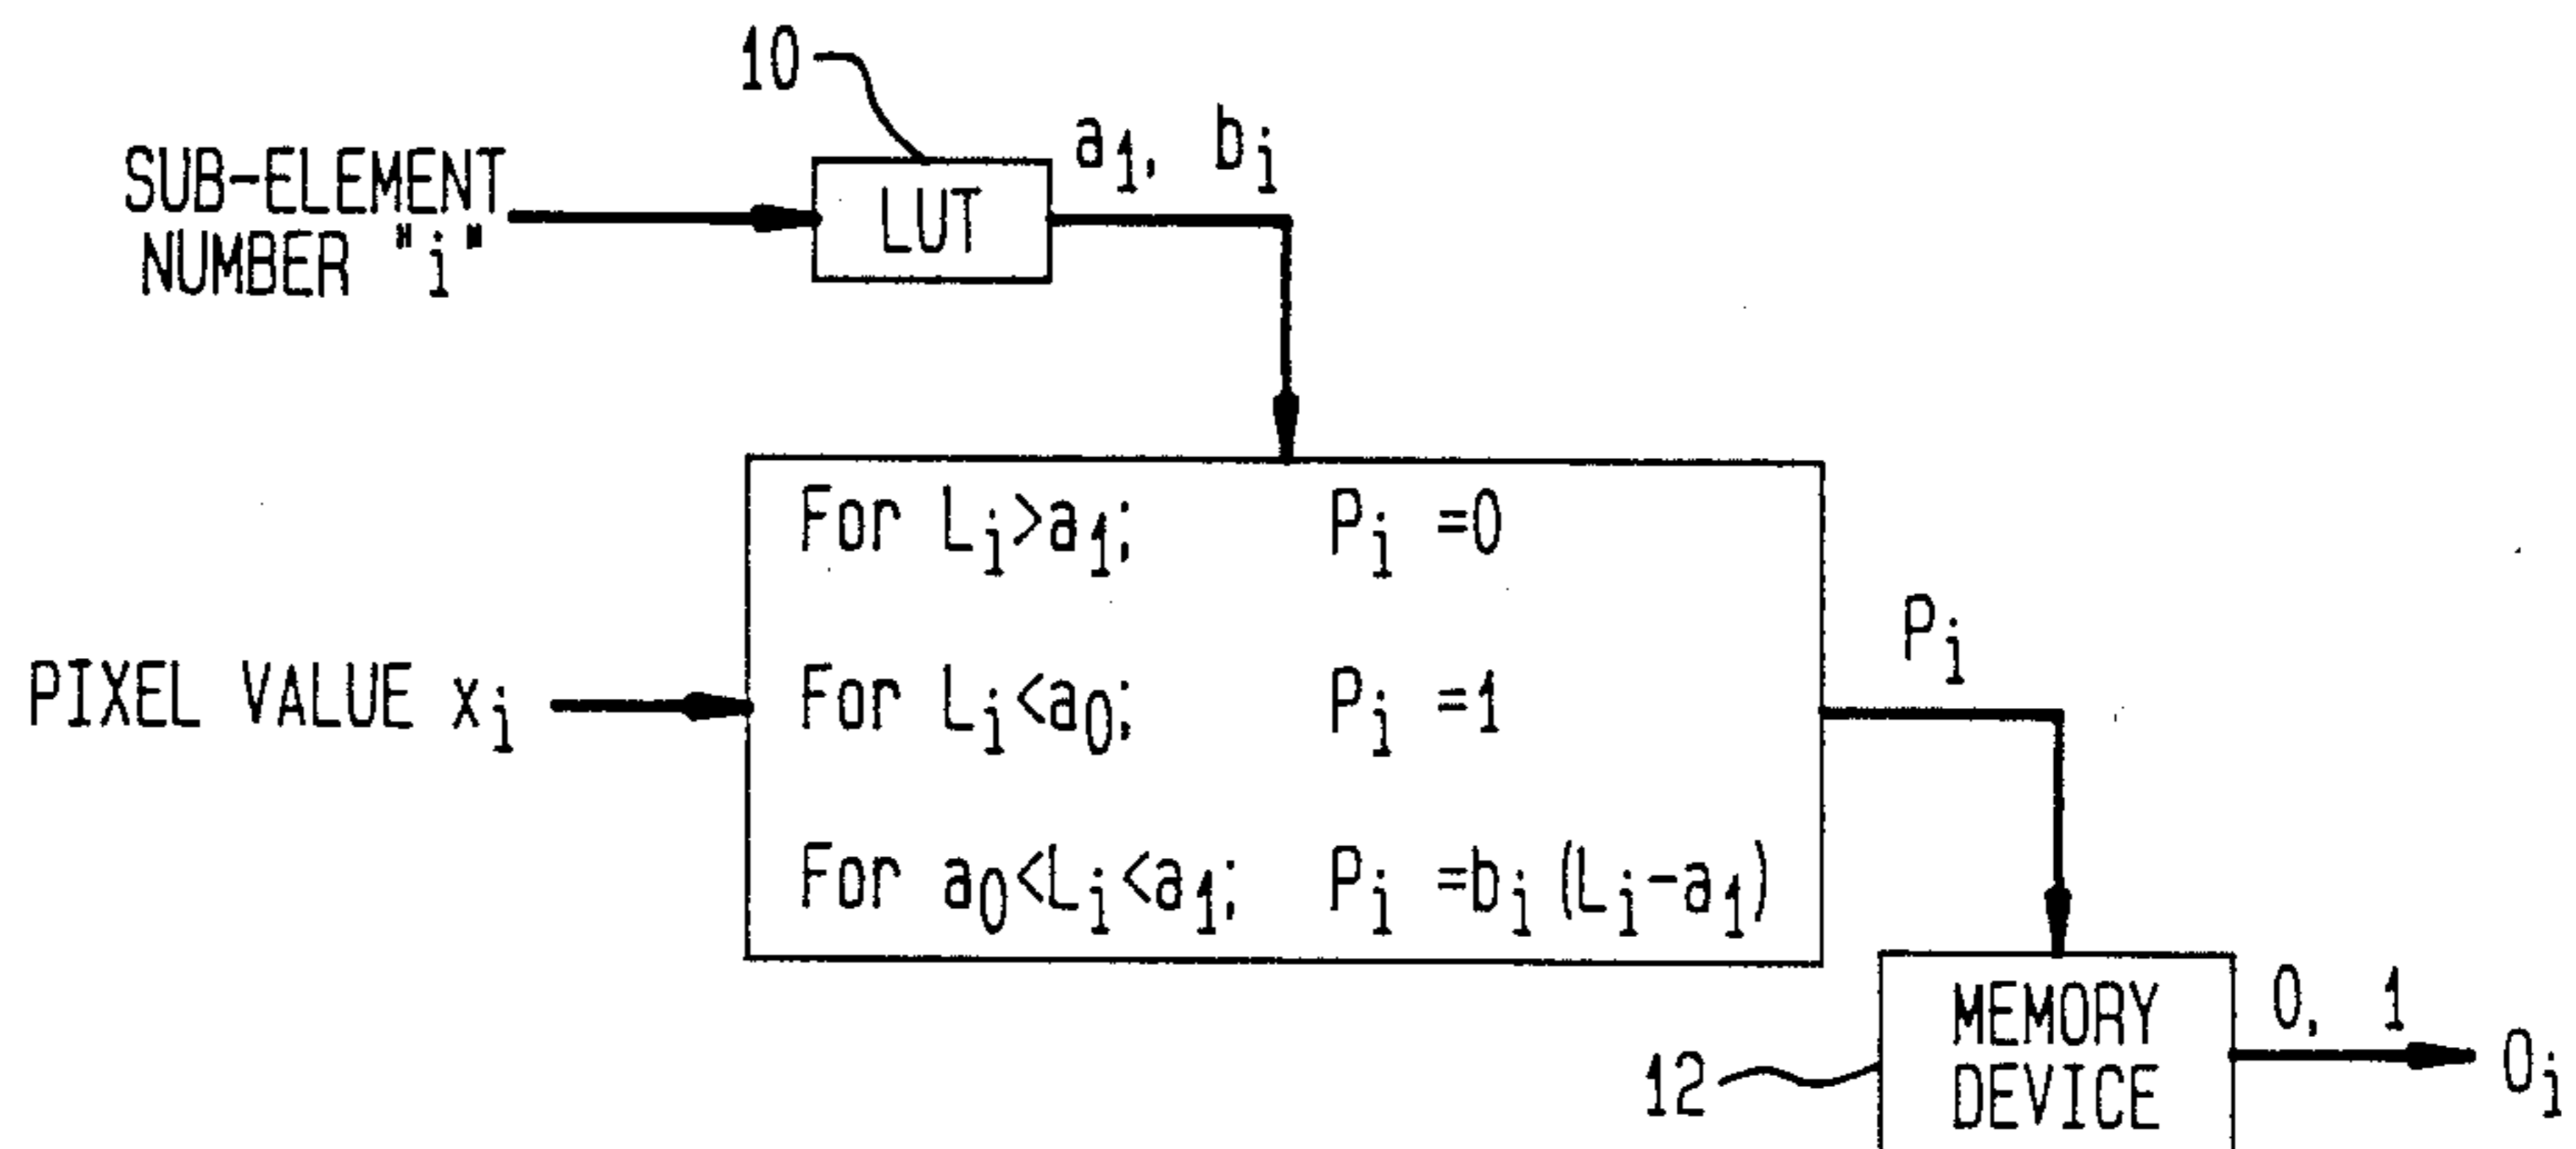 10
SUB-ELEMENT
NUMBER "i"
LUT
a1, bi
For Li>a1; Pi =0
For Li<a0; Pi =1
For a0<Li<a1; Pi =bi (Li-a1)
PIXEL VALUE xi
Pi
MEMORY
DEVICE
12
0, 1
Oi